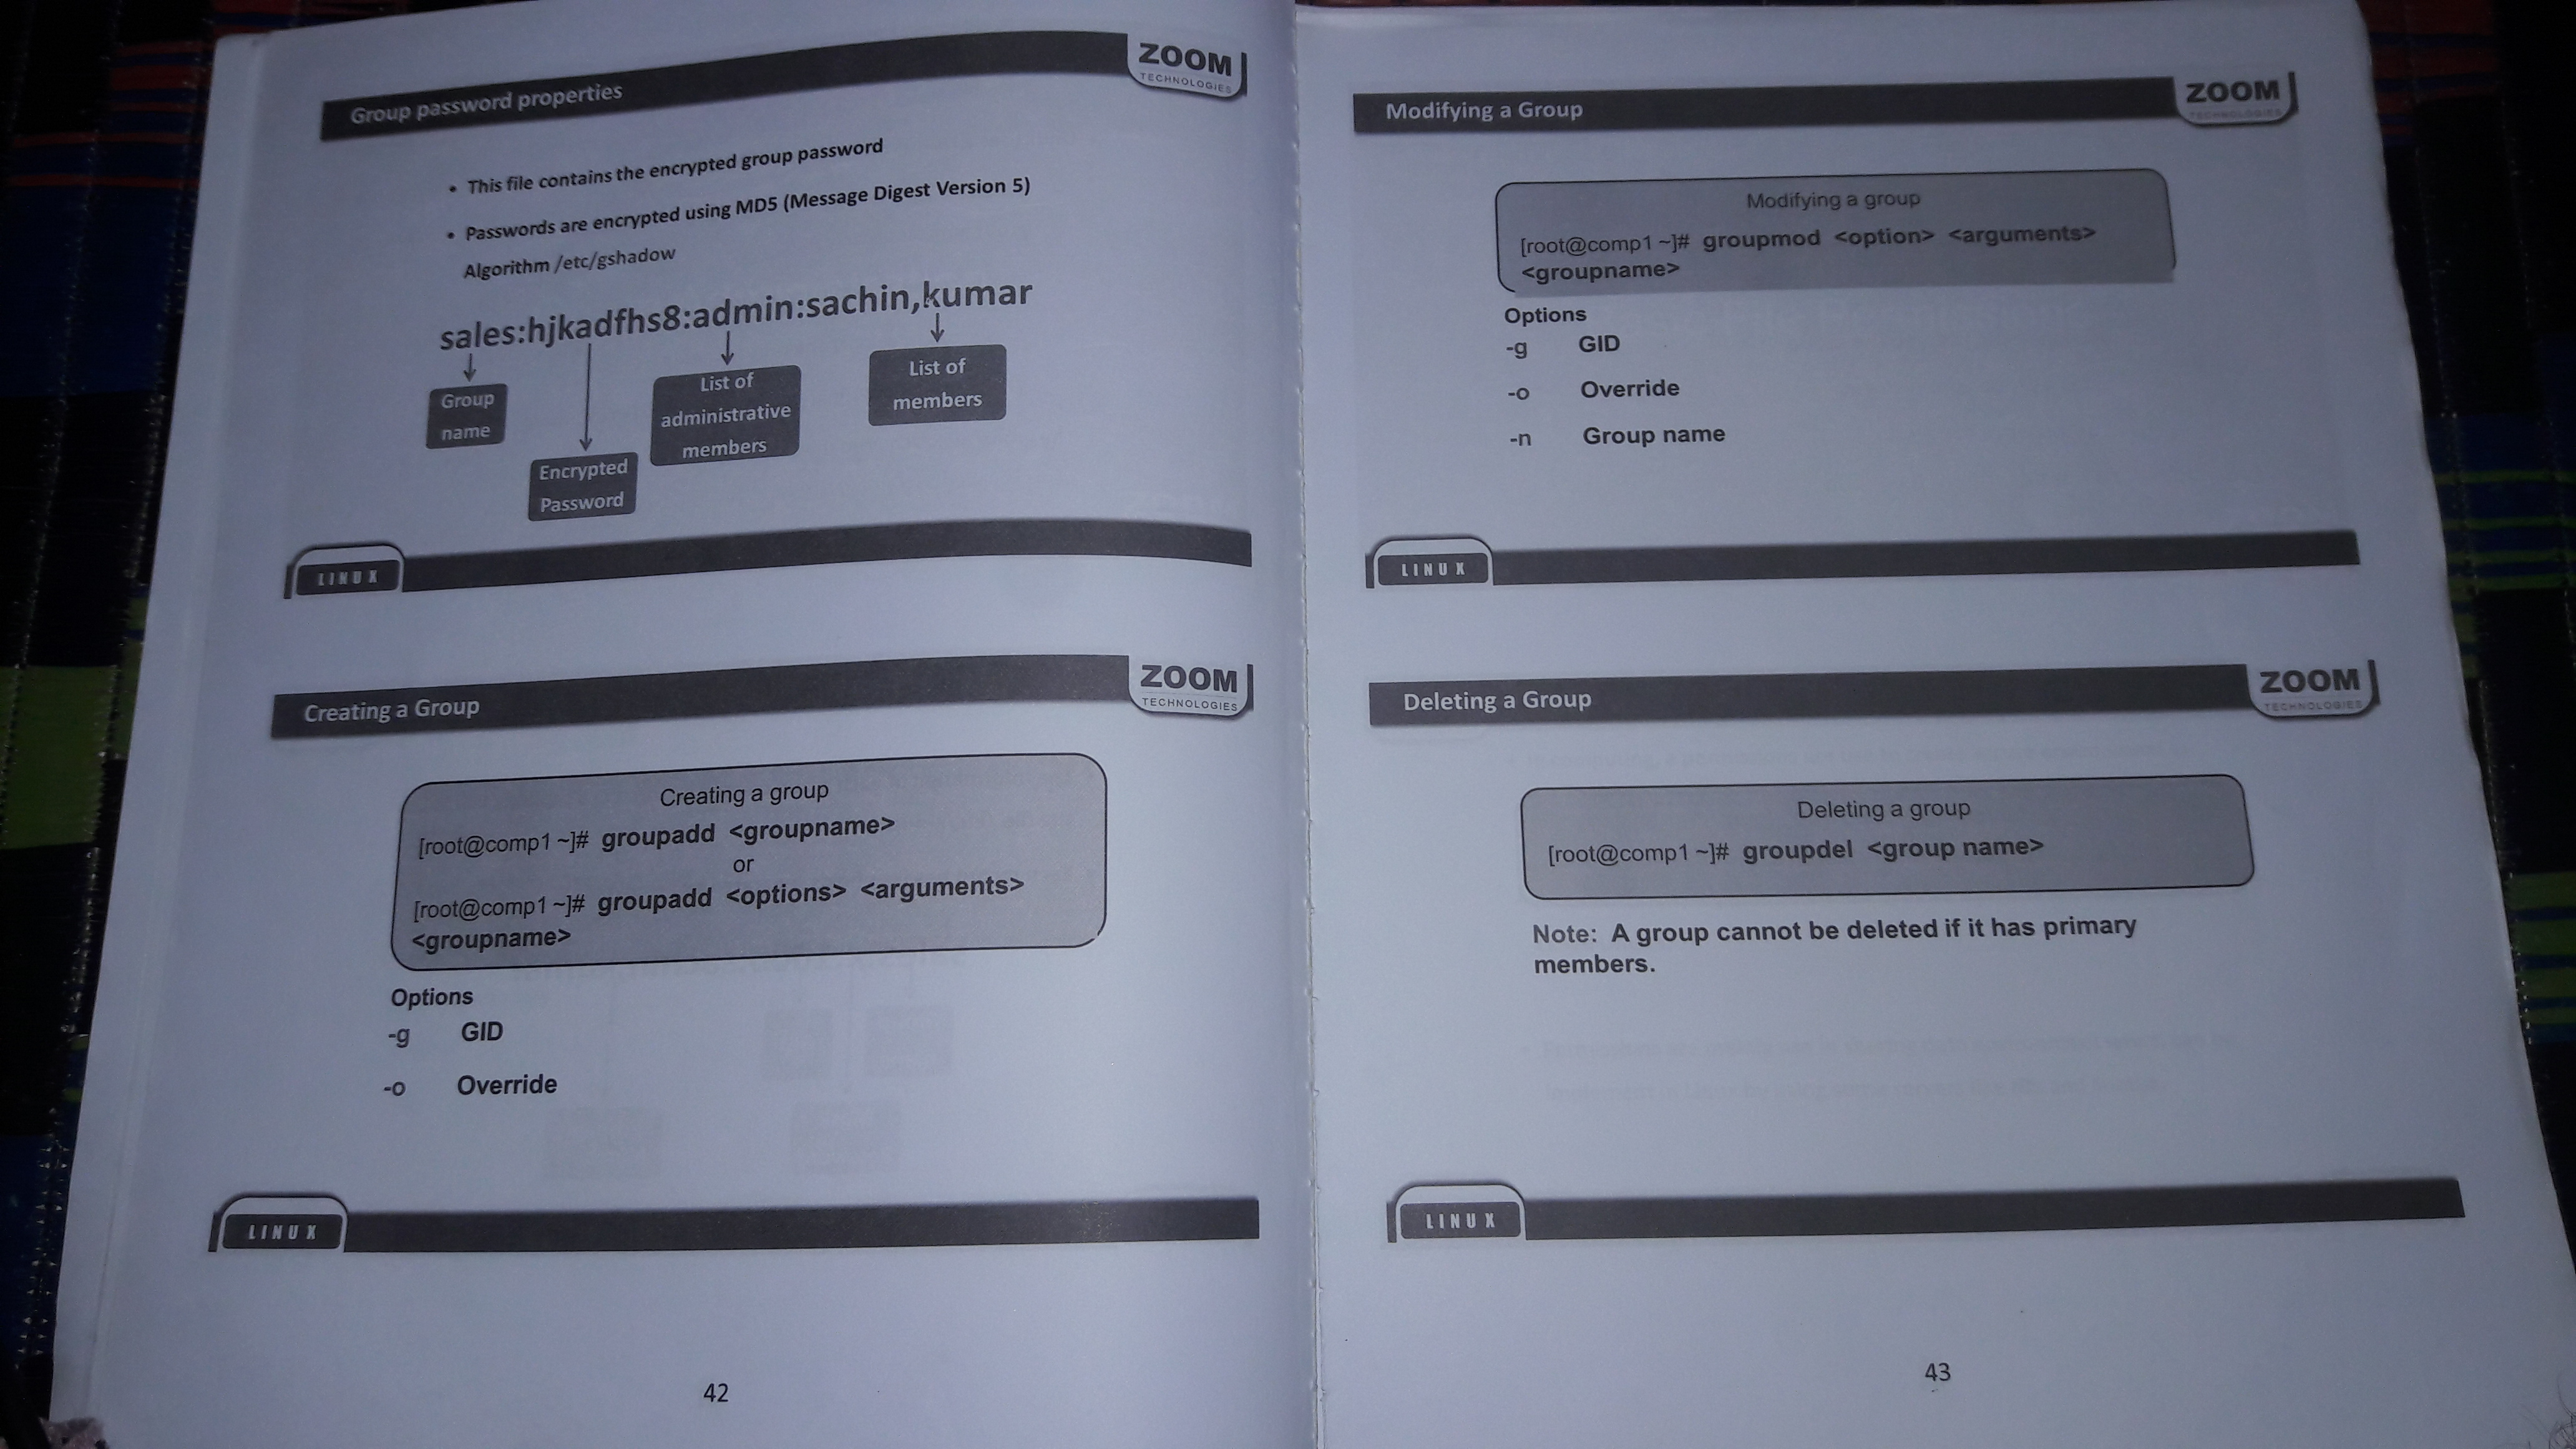 Group password properties
ZOOM
TECHNOLOGIES
• This file contains the encrypted group password
• Passwords are encrypted using MD5 (Message Digest Version 5)
Algorithm /etc/gshadow
sales:hjkadfhs8:admin:sachin,kumar
Group
name
Encrypted
Password
List of
administrative
members
List of
members
LINUX
Creating a Group
ZOOM
TECHNOLOGIES
Creating a group
[root@comp1 ~]# groupadd <groupname>
or
[root@comp1 ~]# groupadd <options> <arguments>
<groupname>
Options
-g GID
-o Override
LINUX
42
Modifying a Group
ZOOM
TECHNOLOGIES
Modifying a group
[root@comp1 ~]# groupmod <option> <arguments>
<groupname>
Options
-g GID
-o Override
-n Group name
LINUX
Deleting a Group
ZOOM
TECHNOLOGIES
Deleting a group
[root@comp1 ~]# groupdel <group name>
Note: A group cannot be deleted if it has primary
members.
LINUX
43